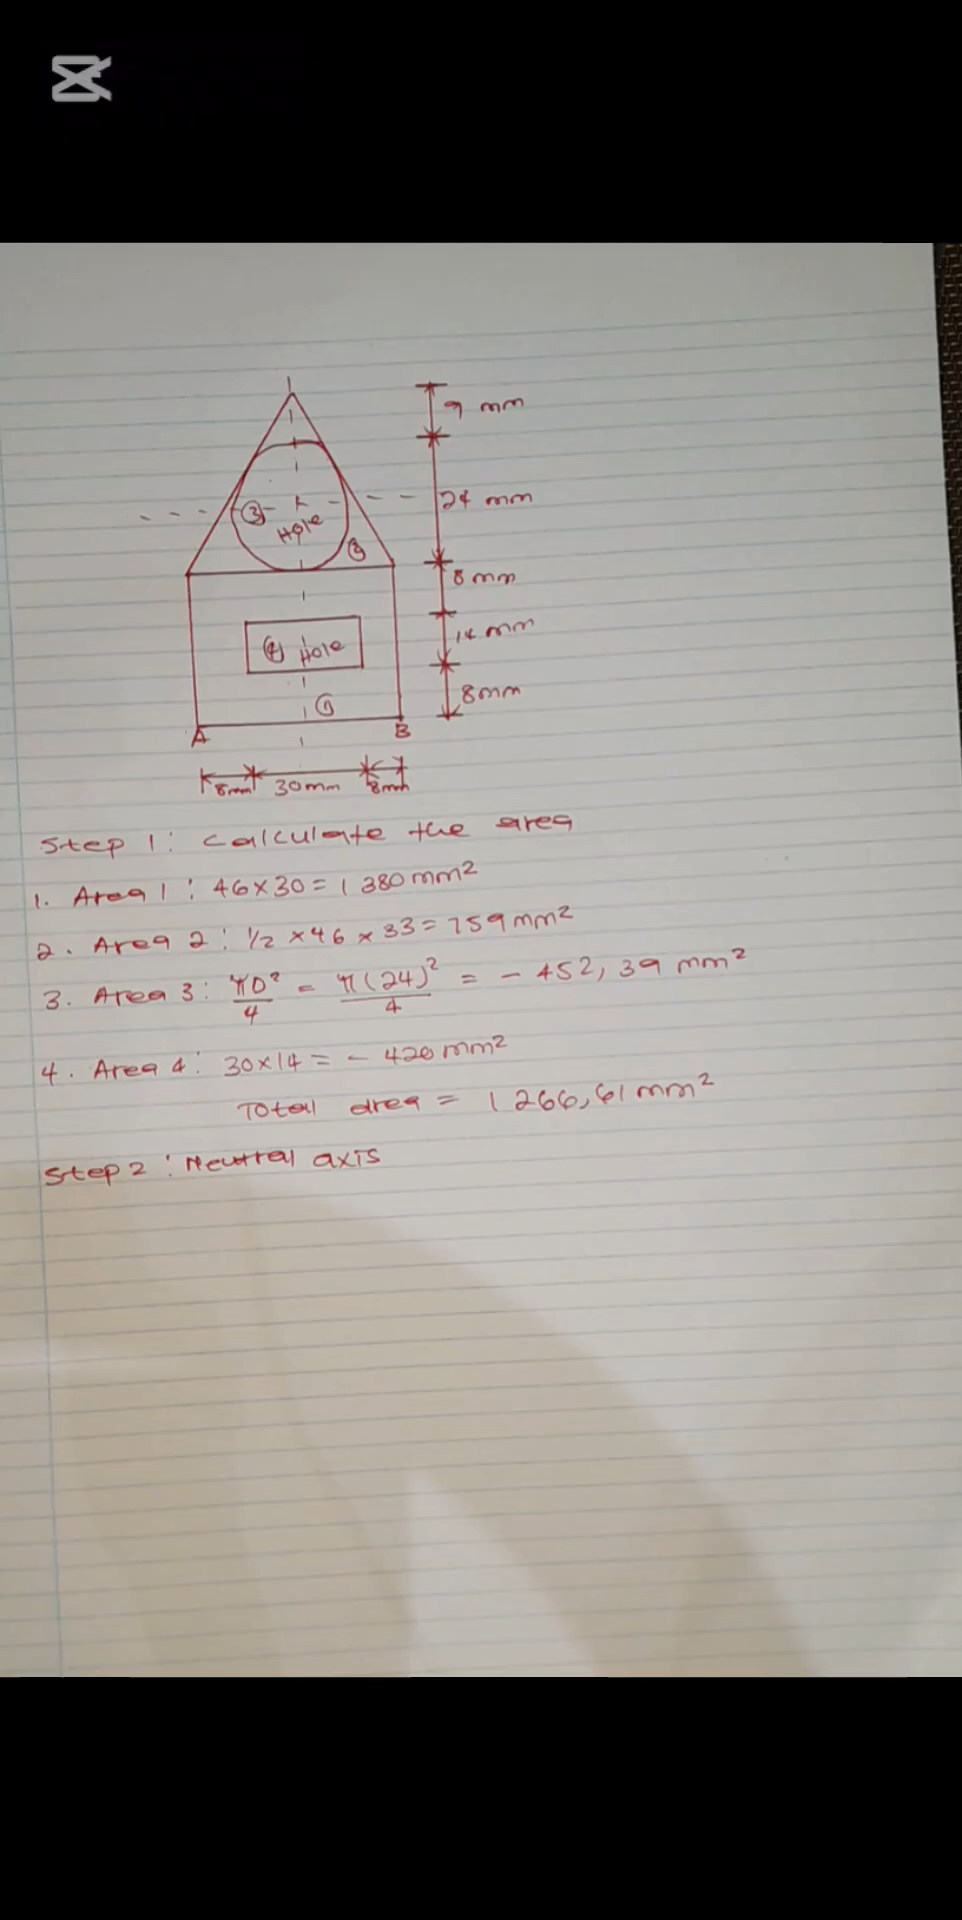 9 mm
24 mm
3
Hole
3
8 mm
14 mm
4 Hole
8mm
1
A
B
8mm 30mm 8mm
Step 1: Calculate the area
1. Area 1: 46×30 = 1 380 mm²
2. Area 2: 1/2 ×46 × 33 = 759 mm²
3. Area 3: πD²/4 = π(24)²/4 = - 452,39 mm²
4. Area 4: 30×14 = - 420 mm²
Total area = 1 266,61 mm²
Step 2: Neutral axis